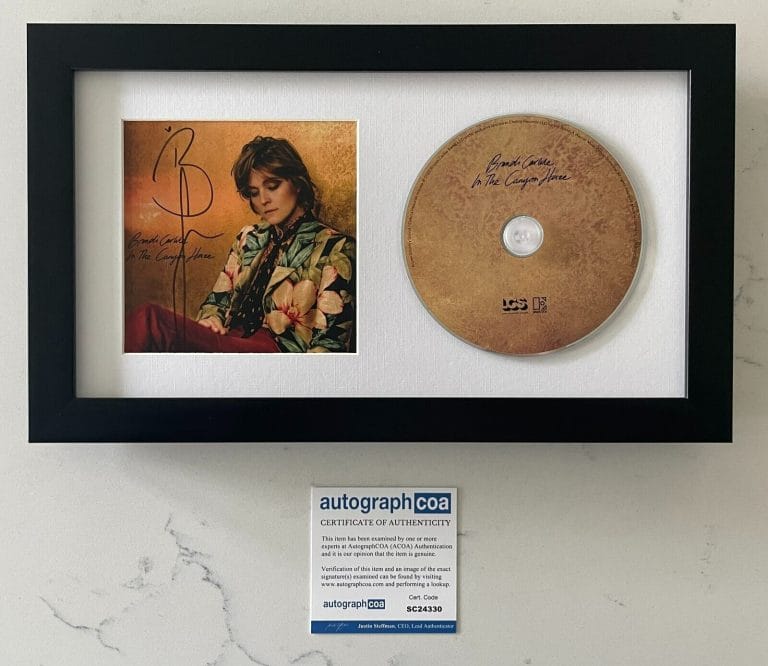 B
Brandi Carlile
In The Canyon Haze
Brandi Carlile
In The Canyon Haze
LCS
autograph coa
CERTIFICATE OF AUTHENTICITY
This item has been examined by one or more
experts at AutographCOA (ACOA) Authentication
and it is our opinion that the item is genuine.
Verification of this item and an image of the exact
signature(s) examined can be found by visiting
www.autographcoa.com and performing a lookup.
autograph coa
Cert. Code
SC24330
Justin Steffman, CEO, Lead Authenticator